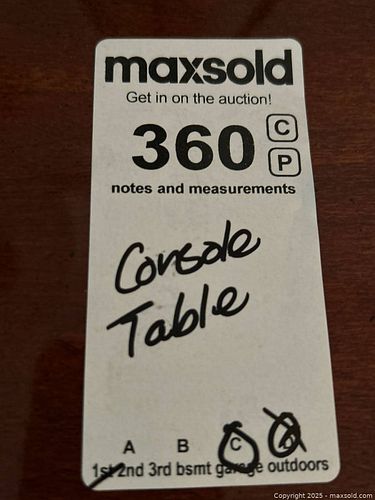 maxsold
Get in on the auction!
360 C
P
notes and measurements
Console
Table
A B C D
1st 2nd 3rd bsmt garage outdoors
Copyright 2025 - maxsold.com